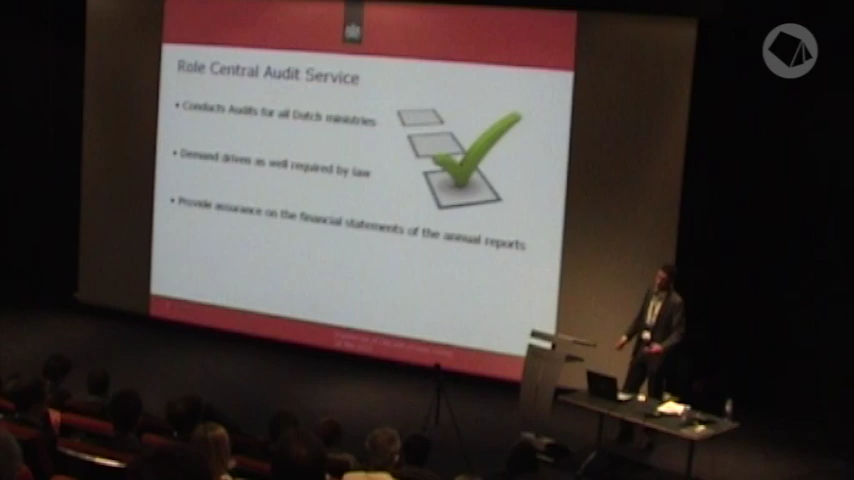 Role Central Audit Service
• Conducts Audits for all Dutch ministries
• Demand driven as well required by law
• Provide assurance on the financial statements of the annual reports